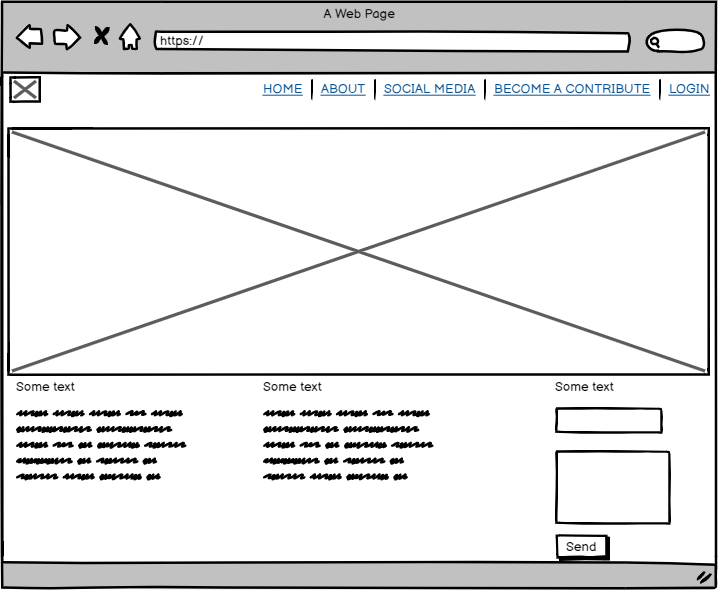 A Web Page
https://
HOME ABOUT SOCIAL MEDIA BECOME A CONTRIBUTE LOGIN
Some text Some text Some text
Send